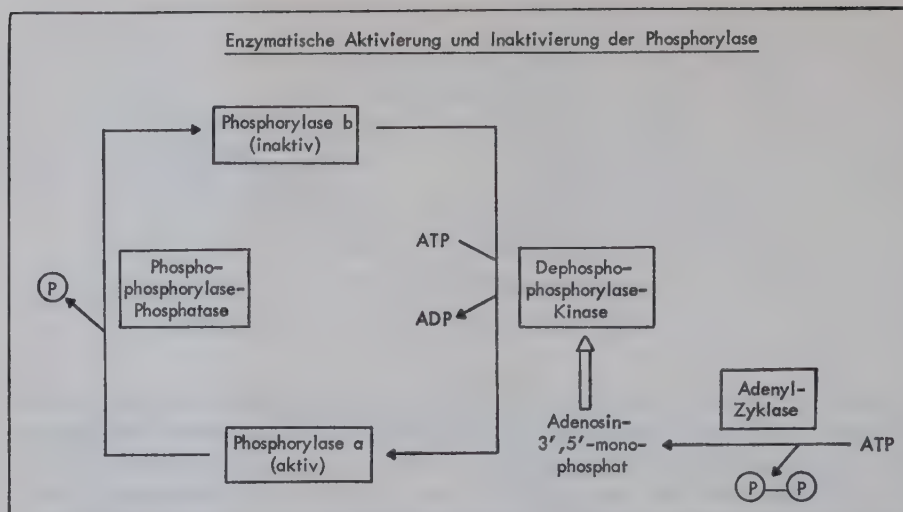 Enzymatische Aktivierung und Inaktivierung der Phosphorylase
Phosphorylase b
(inaktiv)
Phospho-
phosphorylase-
Phosphatase
P
ATP
ADP
Dephospho-
phosphorylase-
Kinase
Phosphorylase a
(aktiv)
Adenosin-
3',5'-mono-
phosphat
Adenyl-
Zyklase
ATP
P P